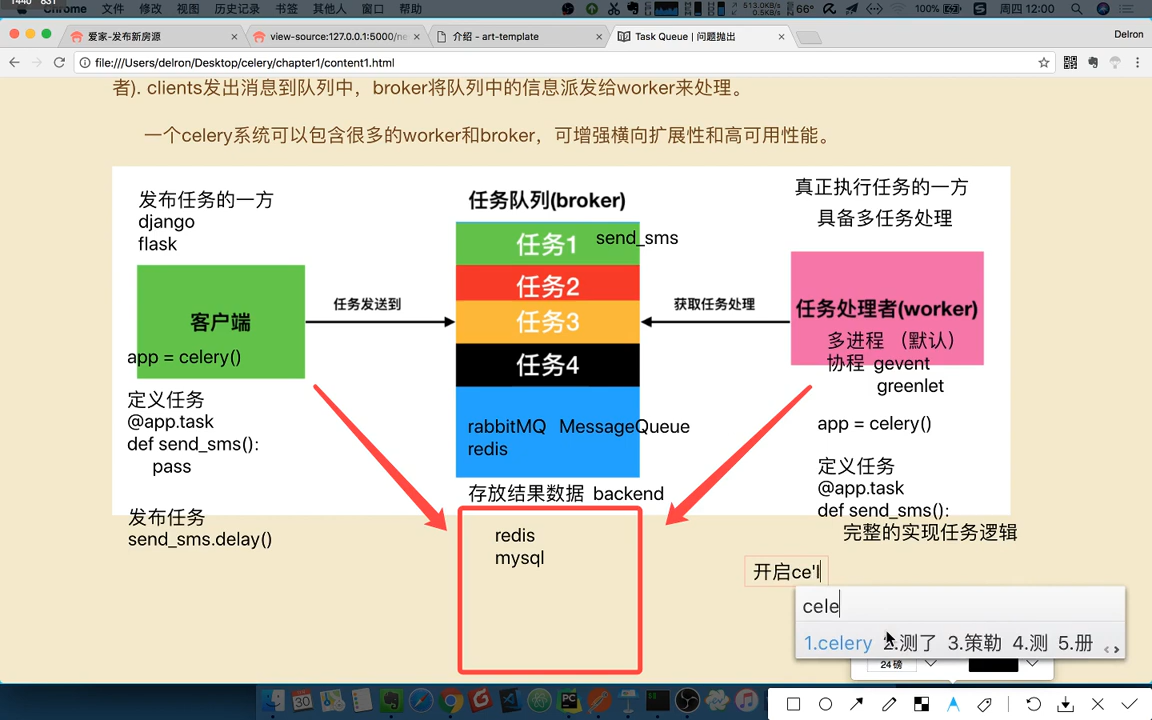 1440 831
Chrome 文件 修改 视图 历史记录 书签 其他人 窗口 帮助
513.0KB/s
0.5KB/s
66° 100% 周四 12:00
爱家-发布新房源
view-source:127.0.0.1:5000/ne
介绍 - art-template
Task Queue | 问题抛出
Delron
file:///Users/delron/Desktop/celery/chapter1/content1.html
者). clients发出消息到队列中，broker将队列中的信息派发给worker来处理。
一个celery系统可以包含很多的worker和broker，可增强横向扩展性和高可用性能。
发布任务的一方
django
flask
客户端
app = celery()
定义任务
@app.task
def send_sms():
pass
发布任务
send_sms.delay()
任务发送到
任务队列(broker)
任务1 send_sms
任务2
任务3
任务4
rabbitMQ MessageQueue
redis
存放结果数据 backend
redis
mysql
获取任务处理
真正执行任务的一方
具备多任务处理
任务处理者(worker)
多进程 （默认）
协程 gevent
greenlet
app = celery()
定义任务
@app.task
def send_sms():
完整的实现任务逻辑
开启ce'l
cele
1.celery 2.测了 3.策勒 4.测 5.册
24 磅